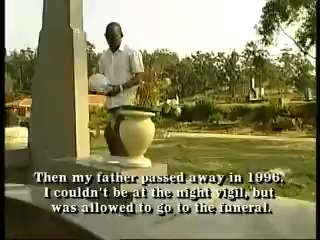 Then my father passed away in 1996.
I couldn't be at the night vigil, but
was allowed to go to the funeral.